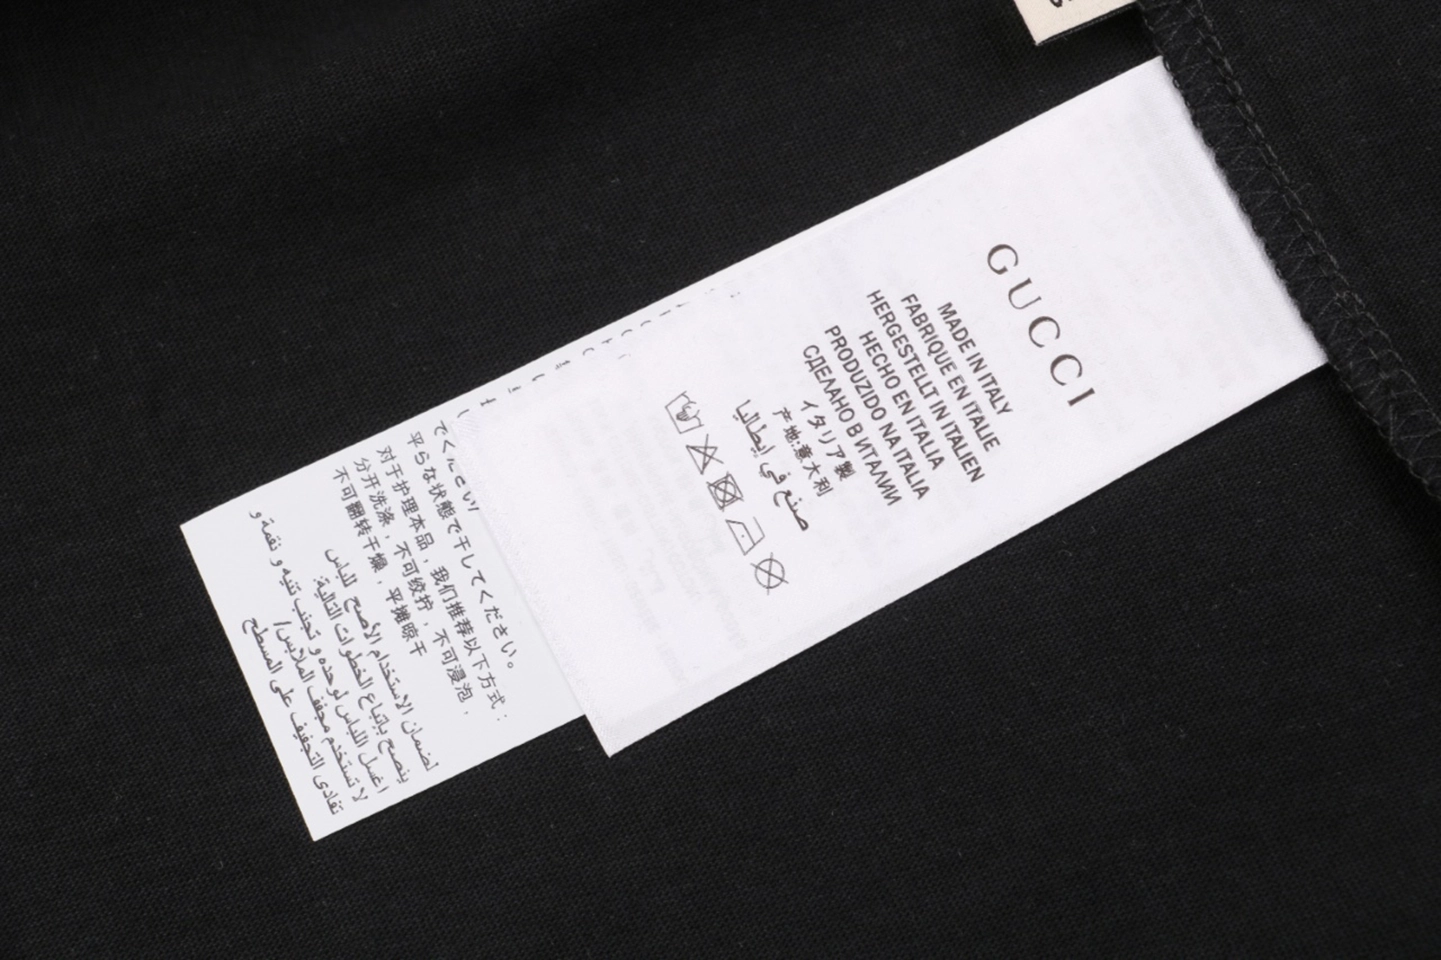 GUCCI
MADE IN ITALY
FABRIQUE EN ITALIE
HERGESTELLT IN ITALIEN
HECHO EN ITALIA
PRODUZIDO NA ITALIA
СДЕЛАНО В ИТАЛИИ
イタリア製
产地:意大利
صنع في إيطاليا
てください
平らな状態で干してください。
对于护理本品，我们推荐以下方式：
分开洗涤，不可绞拧，不可浸泡，
不可翻转干燥，平摊晾干
لضمان الاستخدام الأصح للباس
ينصح بإتباع الخطوات التالية:
اغسل اللباس لوحده و تجنب تنيه و نقعه و
لا تستخدم مجفف الملابس/
تفادى التجفيف على المسطح